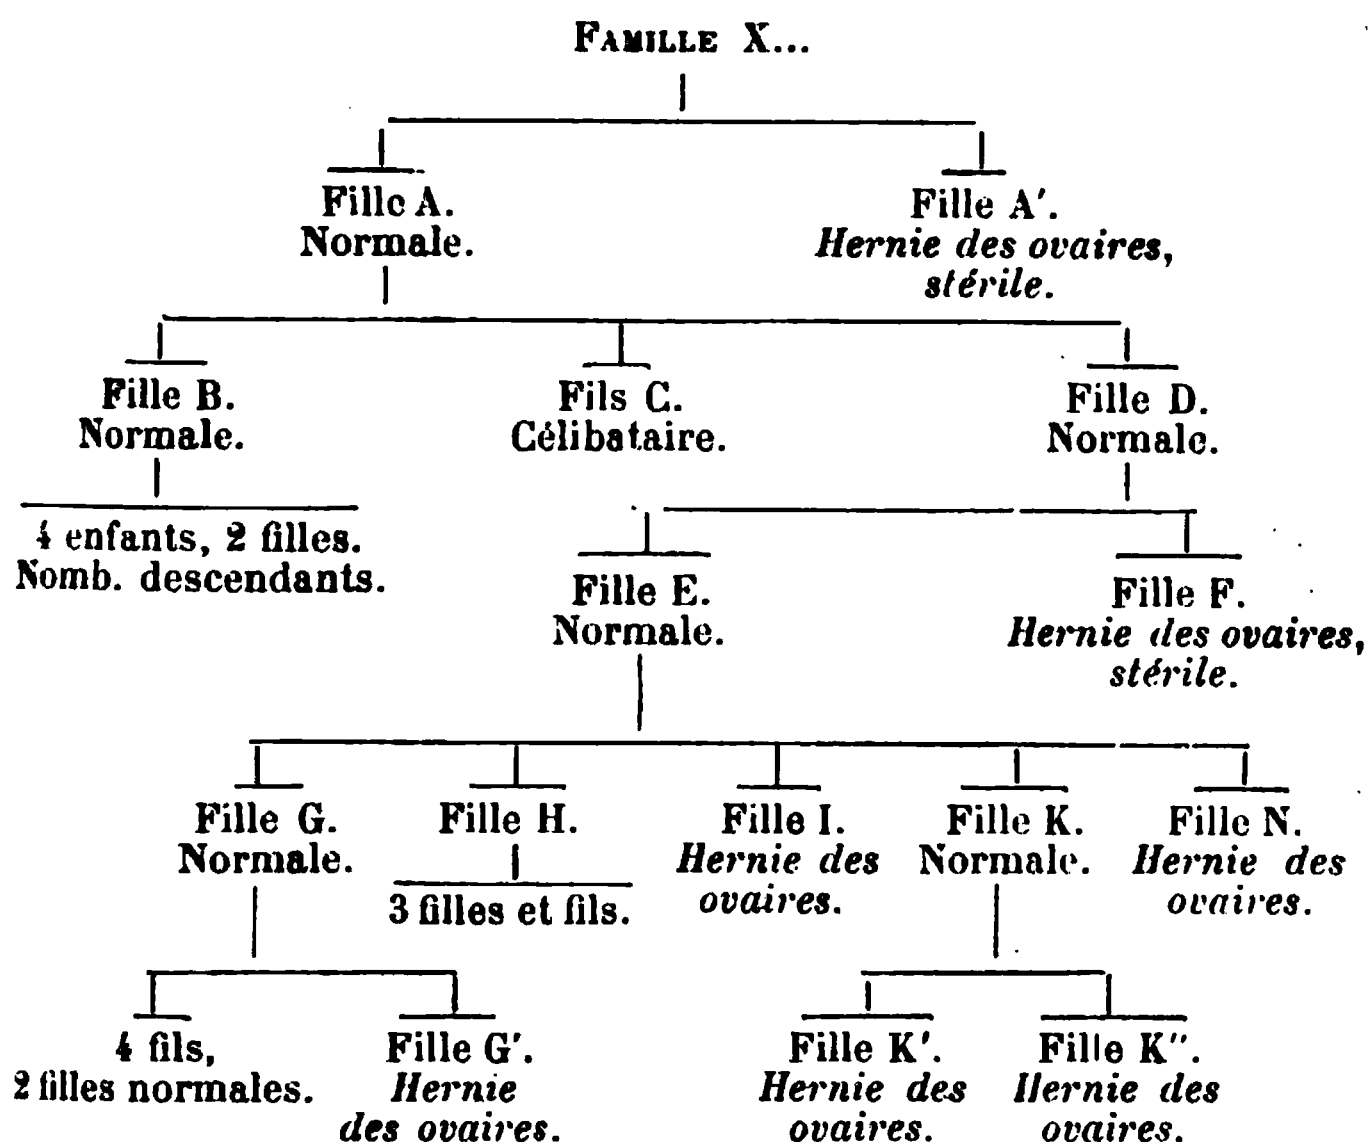 FAMILLE X...
Fille A.
Normale.
Fille A'.
Hernie des ovaires,
stérile.
Fille B.
Normale.
Fils C.
Célibataire.
Fille D.
Normale.
4 enfants, 2 filles.
Nomb. descendants.
Fille E.
Normale.
Fille F.
Hernie des ovaires,
stérile.
Fille G.
Normale.
Fille H.
3 filles et fils.
Fille I.
Hernie des
ovaires.
Fille K.
Normale.
Fille N.
Hernie des
ovaires.
4 fils,
2 filles normales.
Fille G'.
Hernie
des ovaires.
Fille K'.
Hernie des
ovaires.
Fille K''.
Hernie des
ovaires.